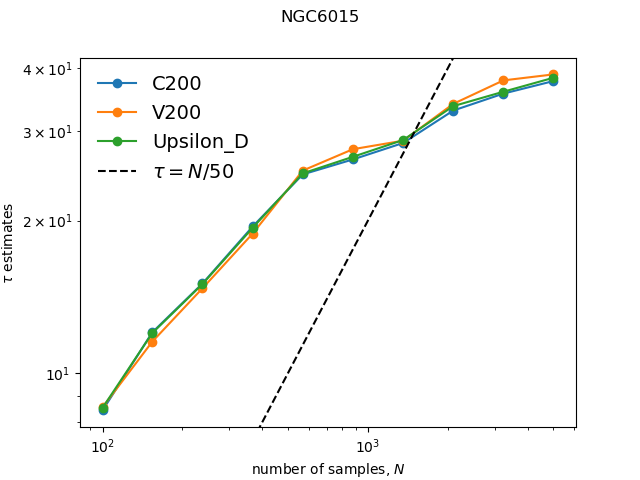 NGC6015
4 × 10¹
3 × 10¹
2 × 10¹
10¹
τ estimates
C200
V200
Upsilon_D
τ = N/50
10²
10³
number of samples, N